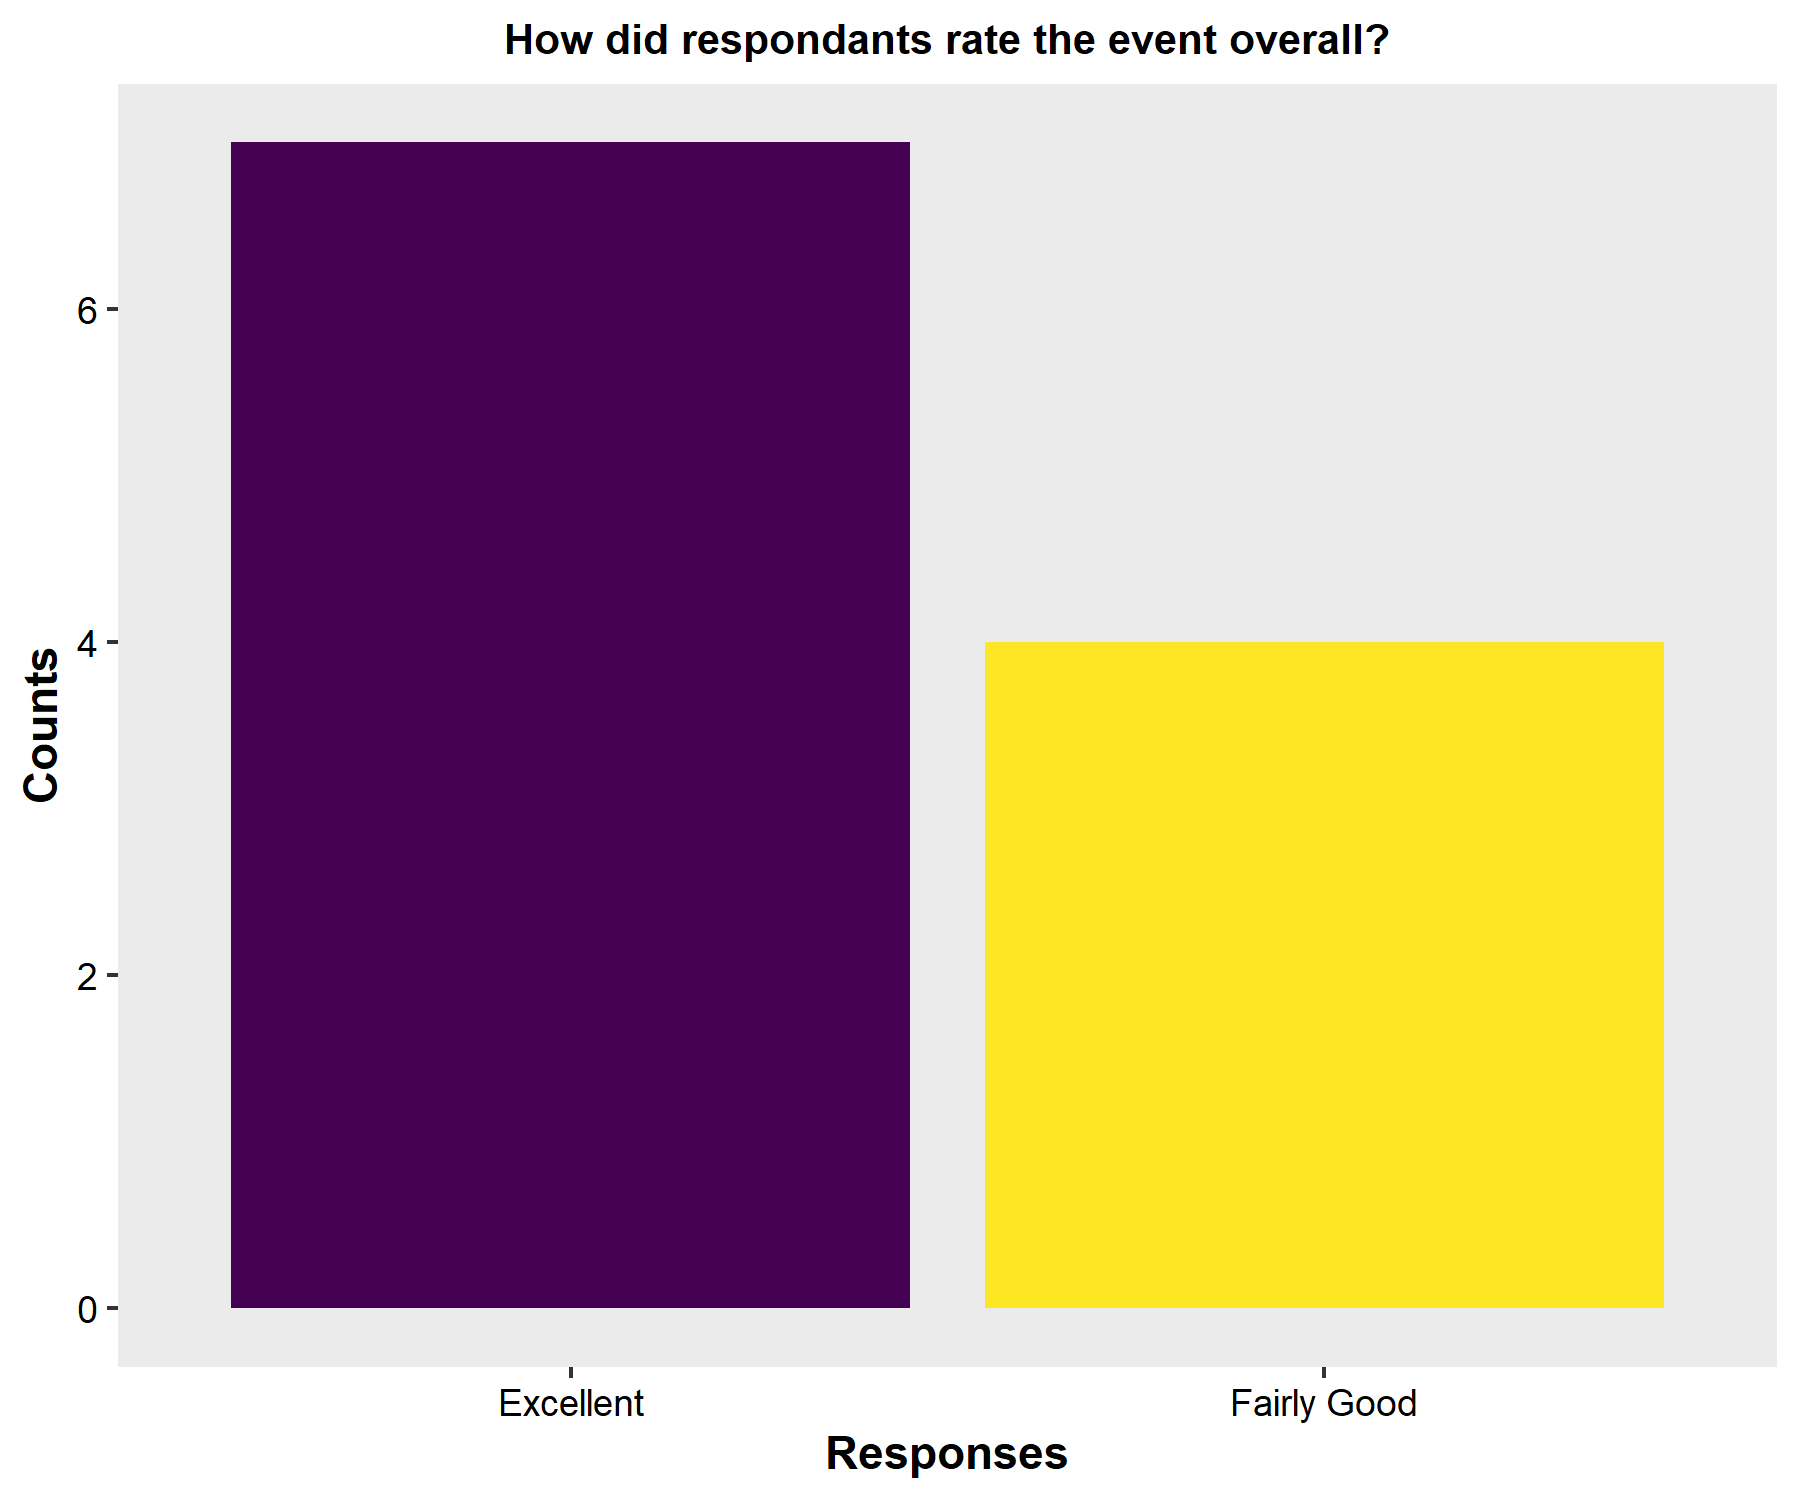 How did respondants rate the event overall?
Counts
6
4
2
0
Excellent
Fairly Good
Responses